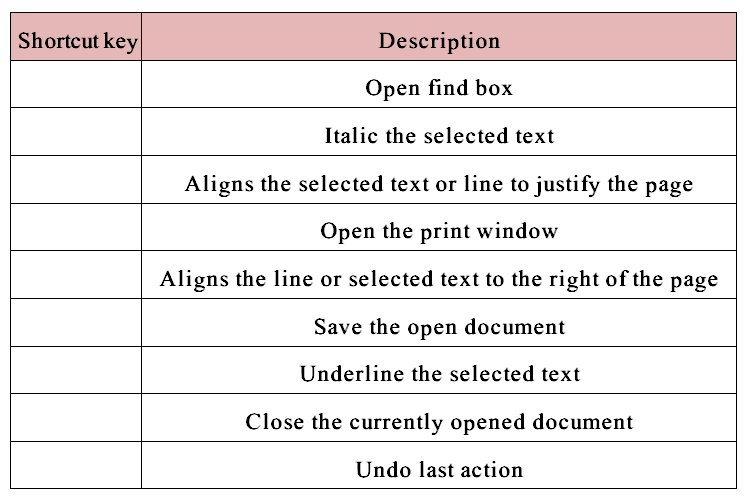 Shortcut key Description
Open find box
Italic the selected text
Aligns the selected text or line to justify the page
Open the print window
Aligns the line or selected text to the right of the page
Save the open document
Underline the selected text
Close the currently opened document
Undo last action